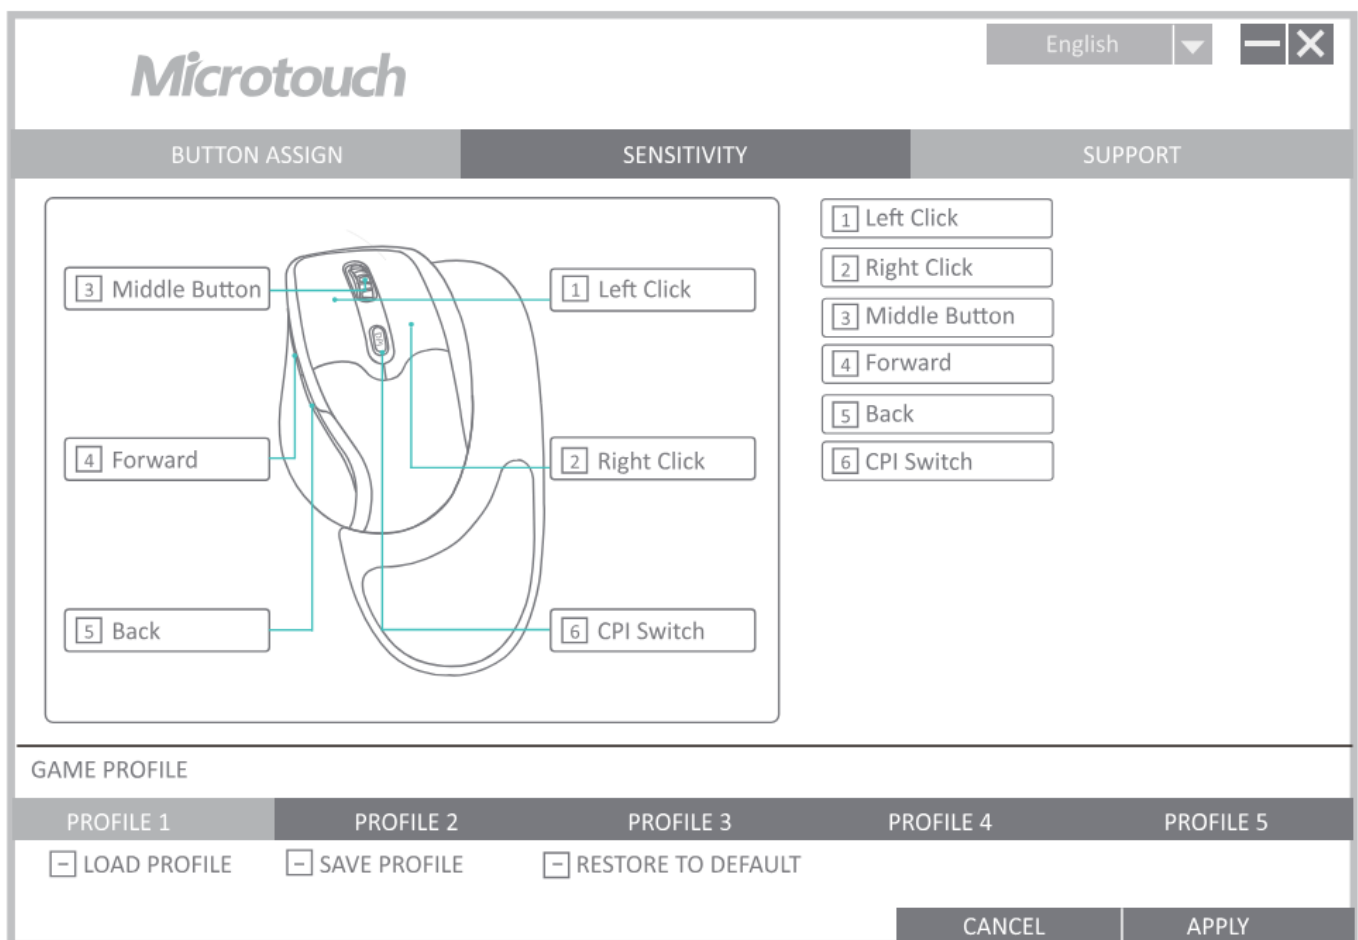 English
Microtouch
BUTTON ASSIGN
SENSITIVITY
SUPPORT
3 Middle Button
1 Left Click
4 Forward
2 Right Click
5 Back
6 CPI Switch
1 Left Click
2 Right Click
3 Middle Button
4 Forward
5 Back
6 CPI Switch
GAME PROFILE
PROFILE 1
PROFILE 2
PROFILE 3
PROFILE 4
PROFILE 5
LOAD PROFILE
SAVE PROFILE
RESTORE TO DEFAULT
CANCEL
APPLY